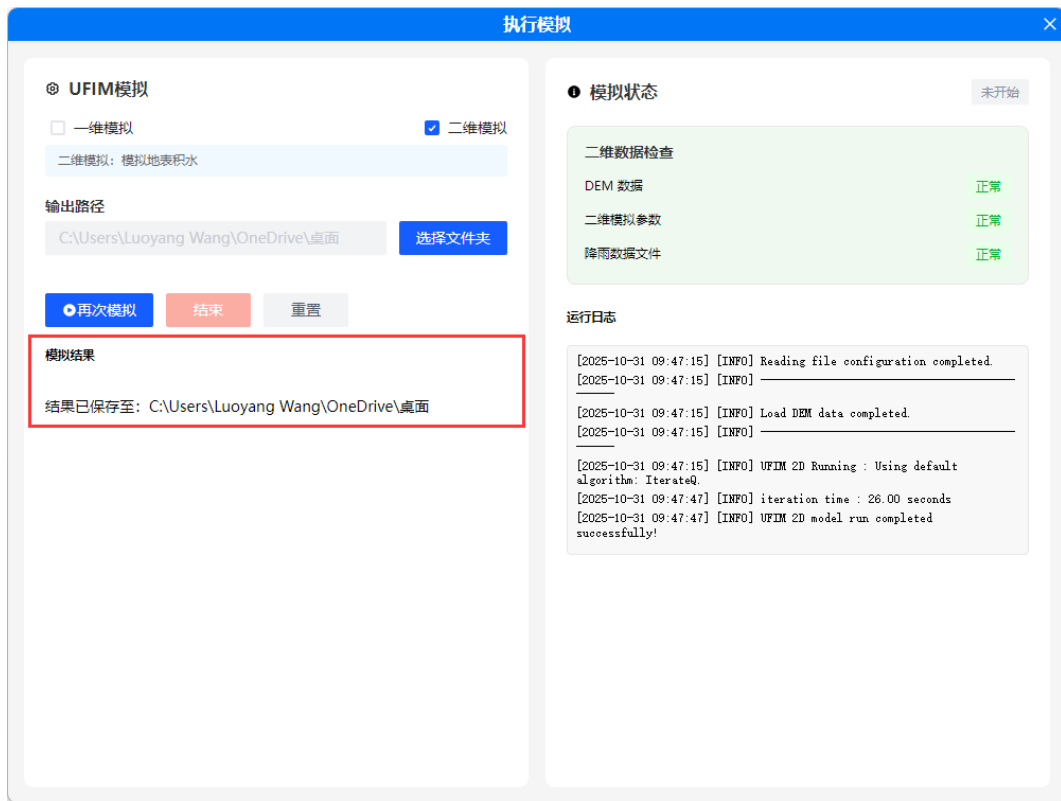 执行模拟
UFIM模拟
一维模拟
二维模拟
二维模拟：模拟地表积水
输出路径
C:\Users\Luoyang Wang\OneDrive\桌面
选择文件夹
再次模拟
结束
重置
模拟结果
结果已保存至：C:\Users\Luoyang Wang\OneDrive\桌面
模拟状态
未开始
二维数据检查
DEM 数据
正常
二维模拟参数
正常
降雨数据文件
正常
运行日志
[2025-10-31 09:47:15] [INFO] Reading file configuration completed.
[2025-10-31 09:47:15] [INFO] ────────────────────
───
[2025-10-31 09:47:15] [INFO] Load DEM data completed.
[2025-10-31 09:47:15] [INFO] ────────────────────
───
[2025-10-31 09:47:15] [INFO] UFIM 2D Running : Using default
algorithm: IterateQ.
[2025-10-31 09:47:47] [INFO] iteration time : 26.00 seconds
[2025-10-31 09:47:47] [INFO] UFIM 2D model run completed
successfully!